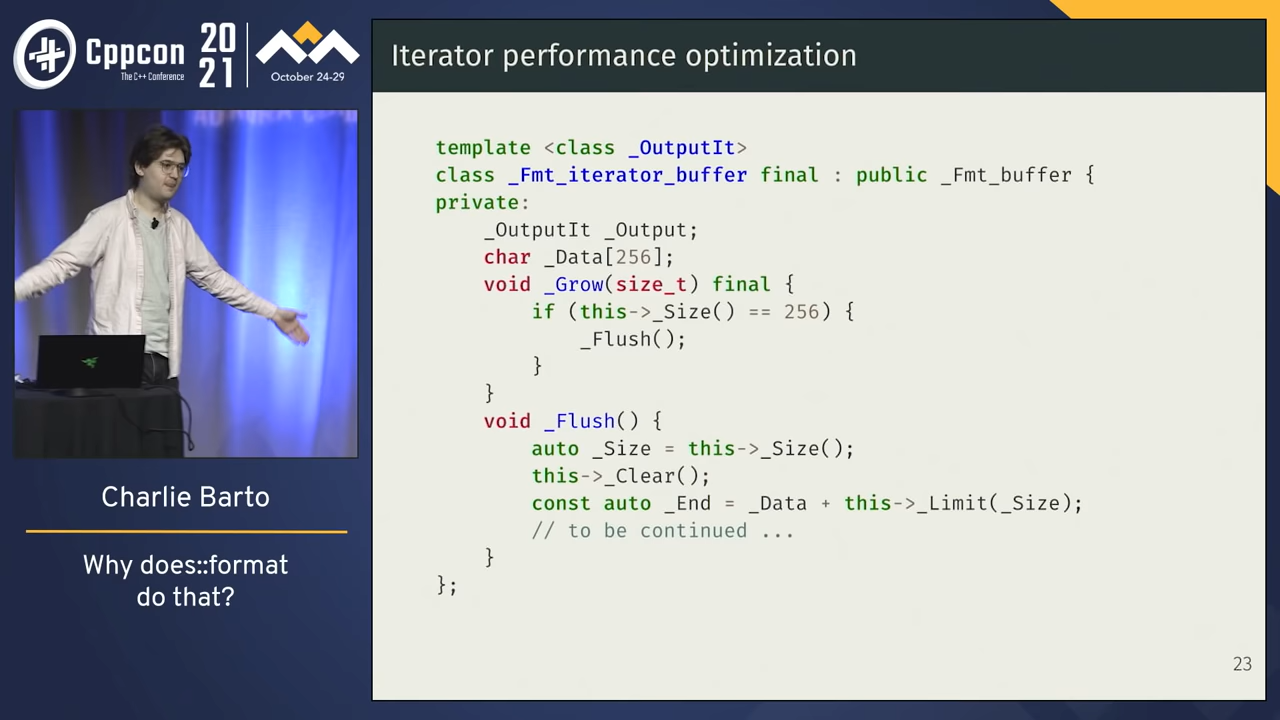 Cppcon
The C++ Conference
20
21
October 24-29
Charlie Barto
Why does::format
do that?
Iterator performance optimization
template <class _OutputIt>
class _Fmt_iterator_buffer final : public _Fmt_buffer {
private:
    _OutputIt _Output;
    char _Data[256];
    void _Grow(size_t) final {
        if (this->_Size() == 256) {
            _Flush();
        }
    }
    void _Flush() {
        auto _Size = this->_Size();
        this->_Clear();
        const auto _End = _Data + this->_Limit(_Size);
        // to be continued ...
    }
};
23